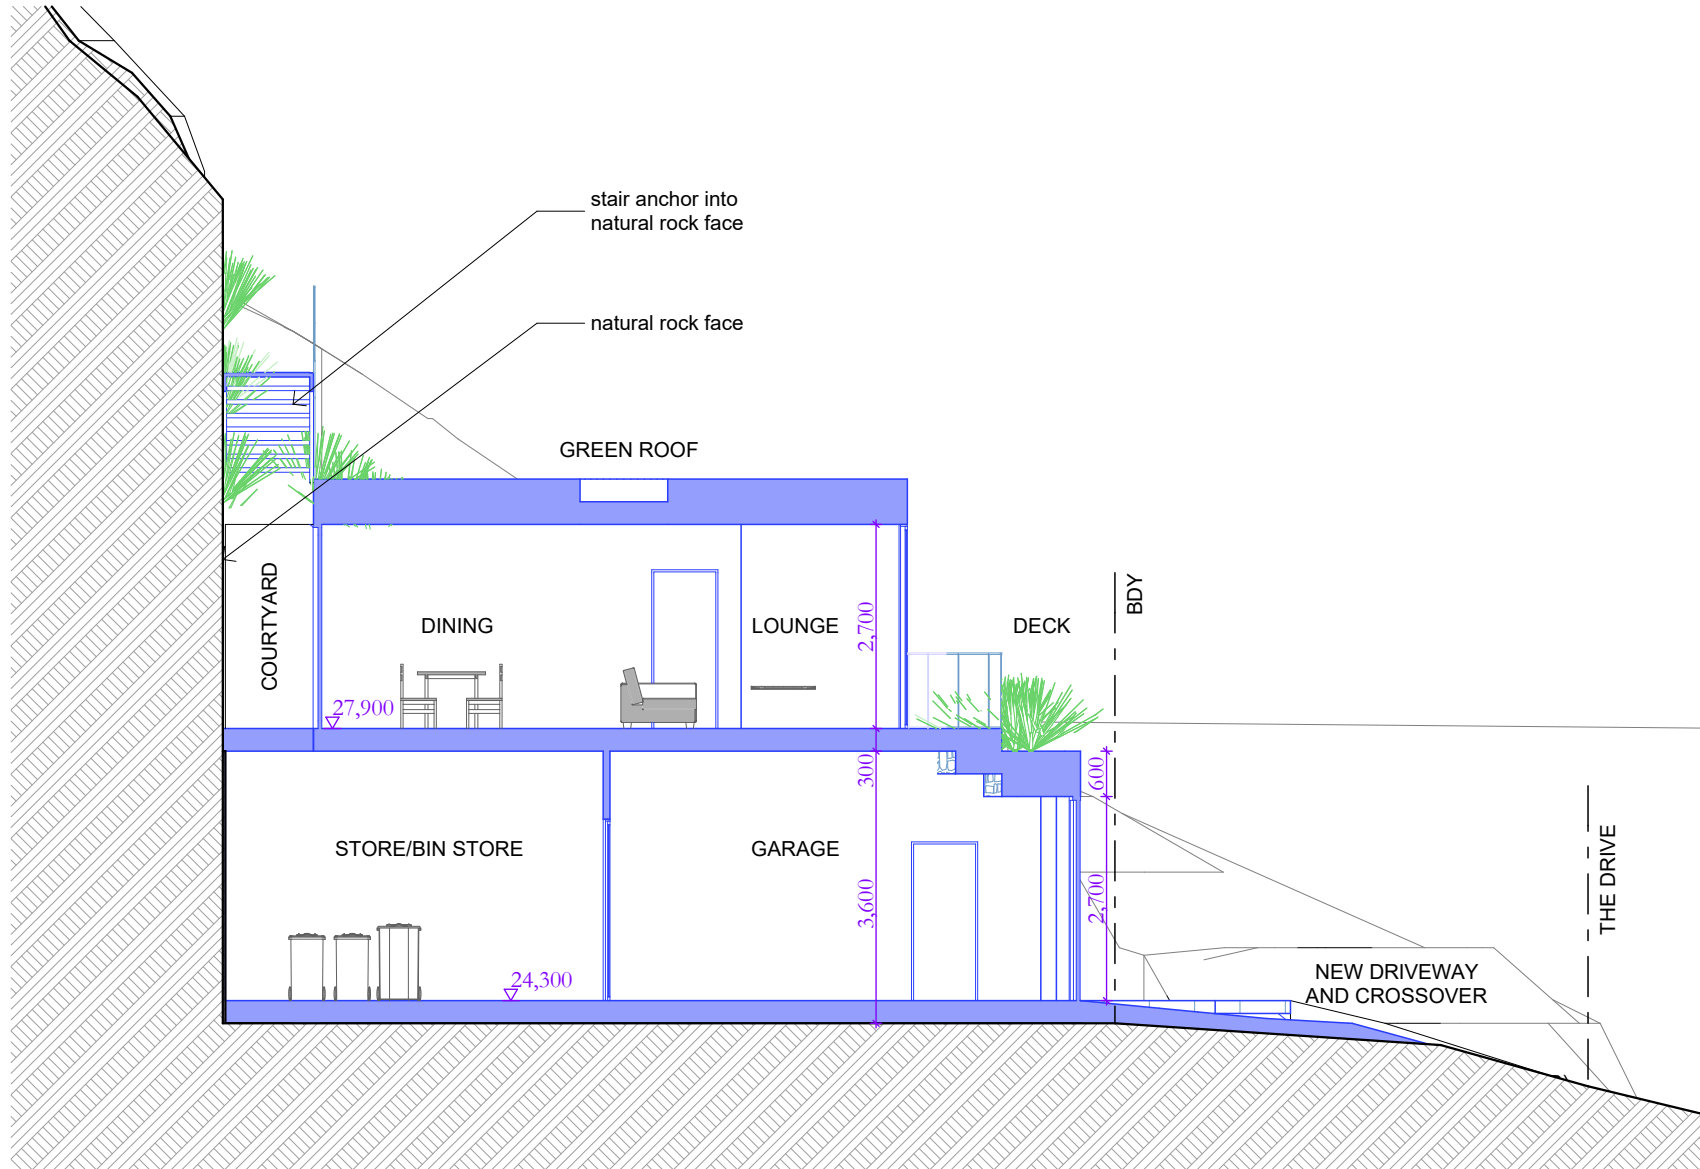 stair anchor into
natural rock face
natural rock face
GREEN ROOF
COURTYARD
DINING
LOUNGE
2,700
DECK
BDY
27,900
300
600
STORE/BIN STORE
GARAGE
3,600
2,700
THE DRIVE
24,300
NEW DRIVEWAY
AND CROSSOVER